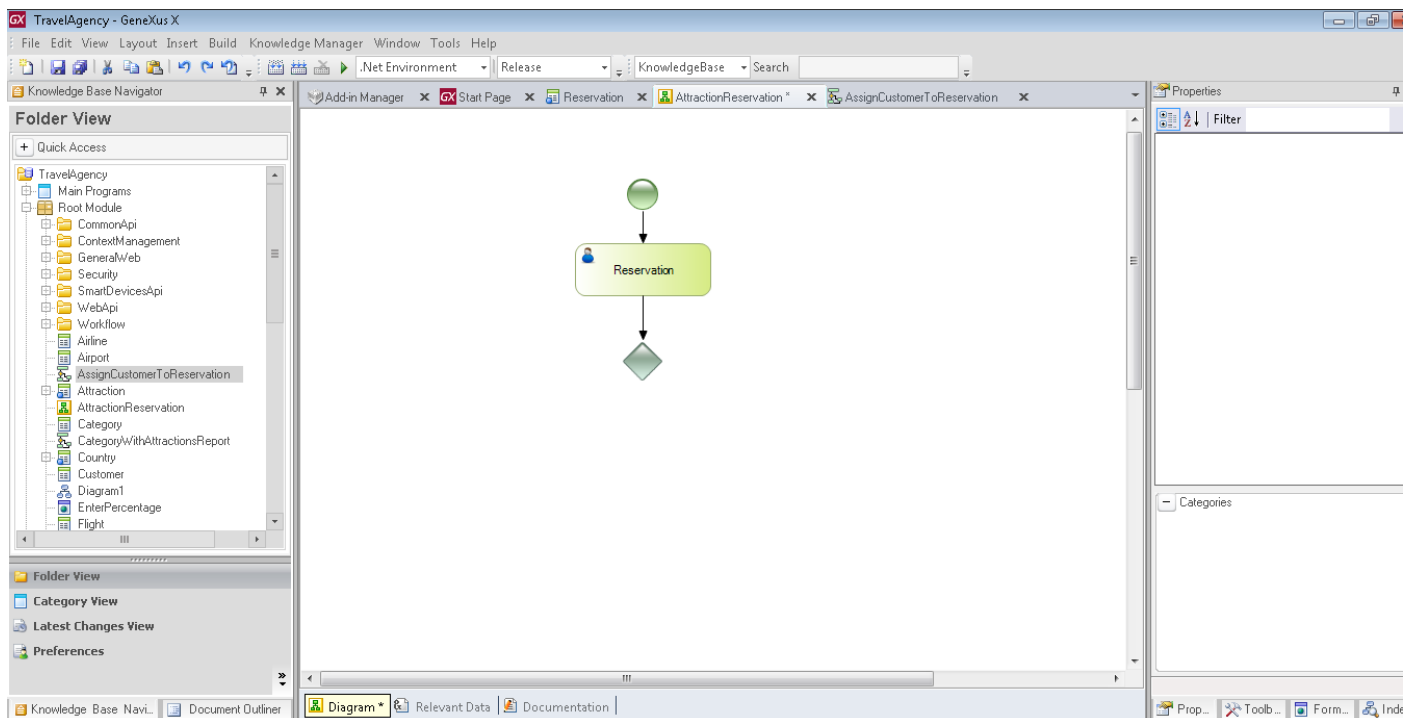 GX TravelAgency - GeneXus X
File Edit View Layout Insert Build Knowledge Manager Window Tools Help
.Net Environment Release KnowledgeBase Search
Knowledge Base Navigator
Add-in Manager GX Start Page Reservation AttractionReservation * AssignCustomerToReservation
Properties
Folder View
Filter
Quick Access
TravelAgency
Main Programs
Root Module
CommonApi
ContextManagement
GeneralWeb
Security
SmartDevicesApi
WebApi
Workflow
Airline
Airport
AssignCustomerToReservation
Attraction
AttractionReservation
Category
CategoryWithAttractionsReport
Country
Customer
Diagram1
EnterPercentage
Flight
Reservation
Categories
Folder View
Category View
Latest Changes View
Preferences
Knowledge Base Navi... Document Outliner
Diagram * Relevant Data Documentation
Prop... Toolb... Form... Inde